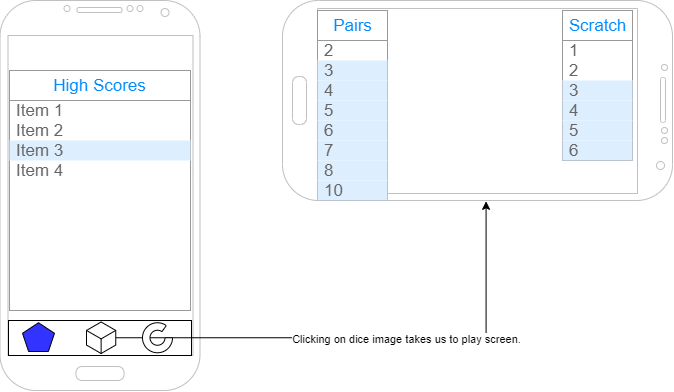 High Scores
Item 1
Item 2
Item 3
Item 4
Pairs
2
3
4
5
6
7
8
10
Scratch
1
2
3
4
5
6
Clicking on dice image takes us to play screen.